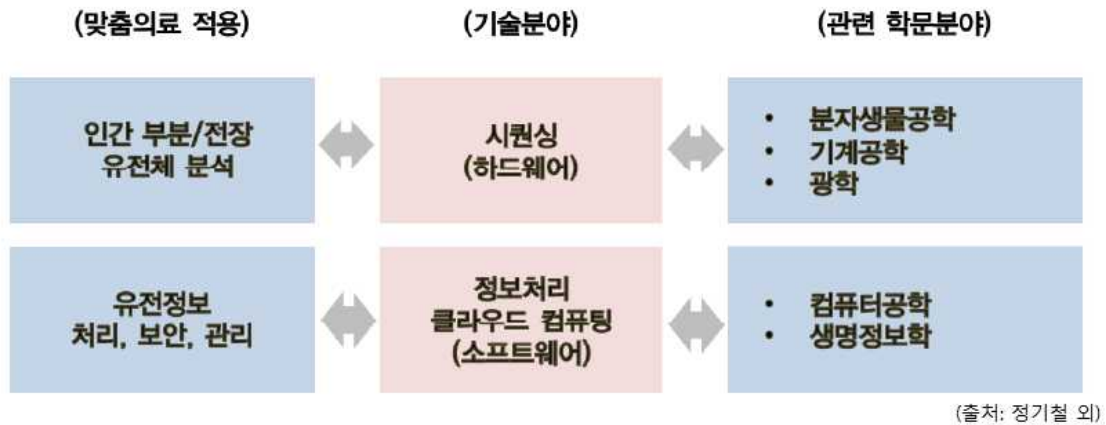 (맞춤의료 적용)
(기술분야)
(관련 학문분야)
인간 부분/전장
유전체 분석
시퀀싱
(하드웨어)
• 분자생물공학
• 기계공학
• 광학
유전정보
처리, 보안, 관리
정보처리
클라우드 컴퓨팅
(소프트웨어)
• 컴퓨터공학
• 생명정보학
(출처: 정기철 외)